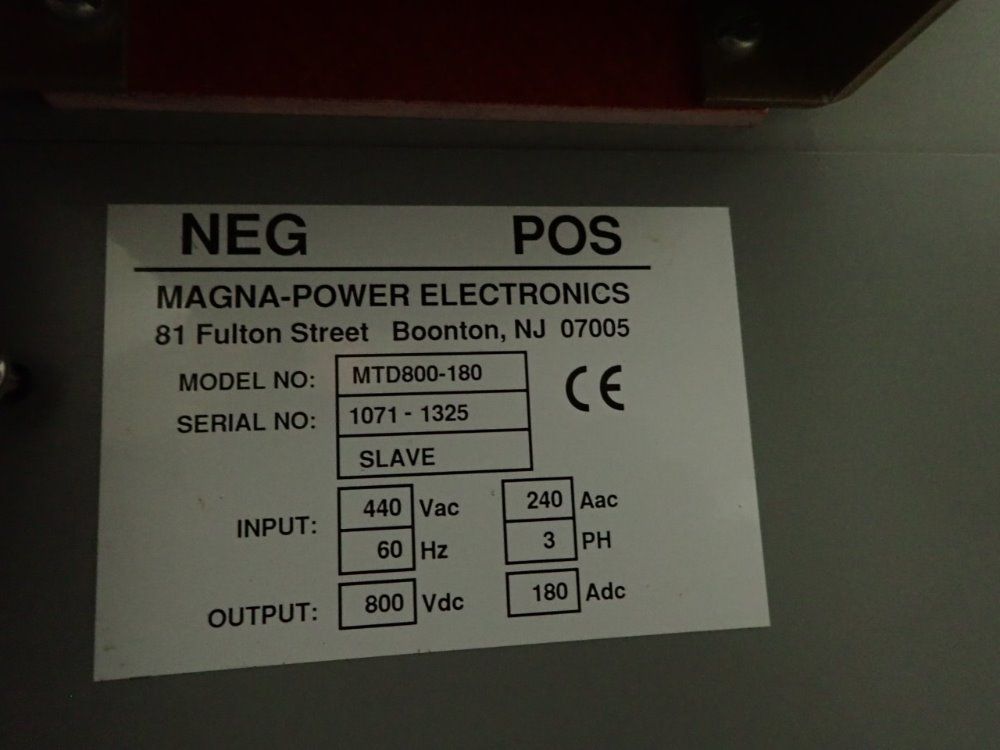 NEG POS
MAGNA-POWER ELECTRONICS
81 Fulton Street Boonton, NJ 07005
MODEL NO: MTD800-180
CE
SERIAL NO: 1071 - 1325
SLAVE
INPUT: 440 Vac 240 Aac
60 Hz 3 PH
OUTPUT: 800 Vdc 180 Adc